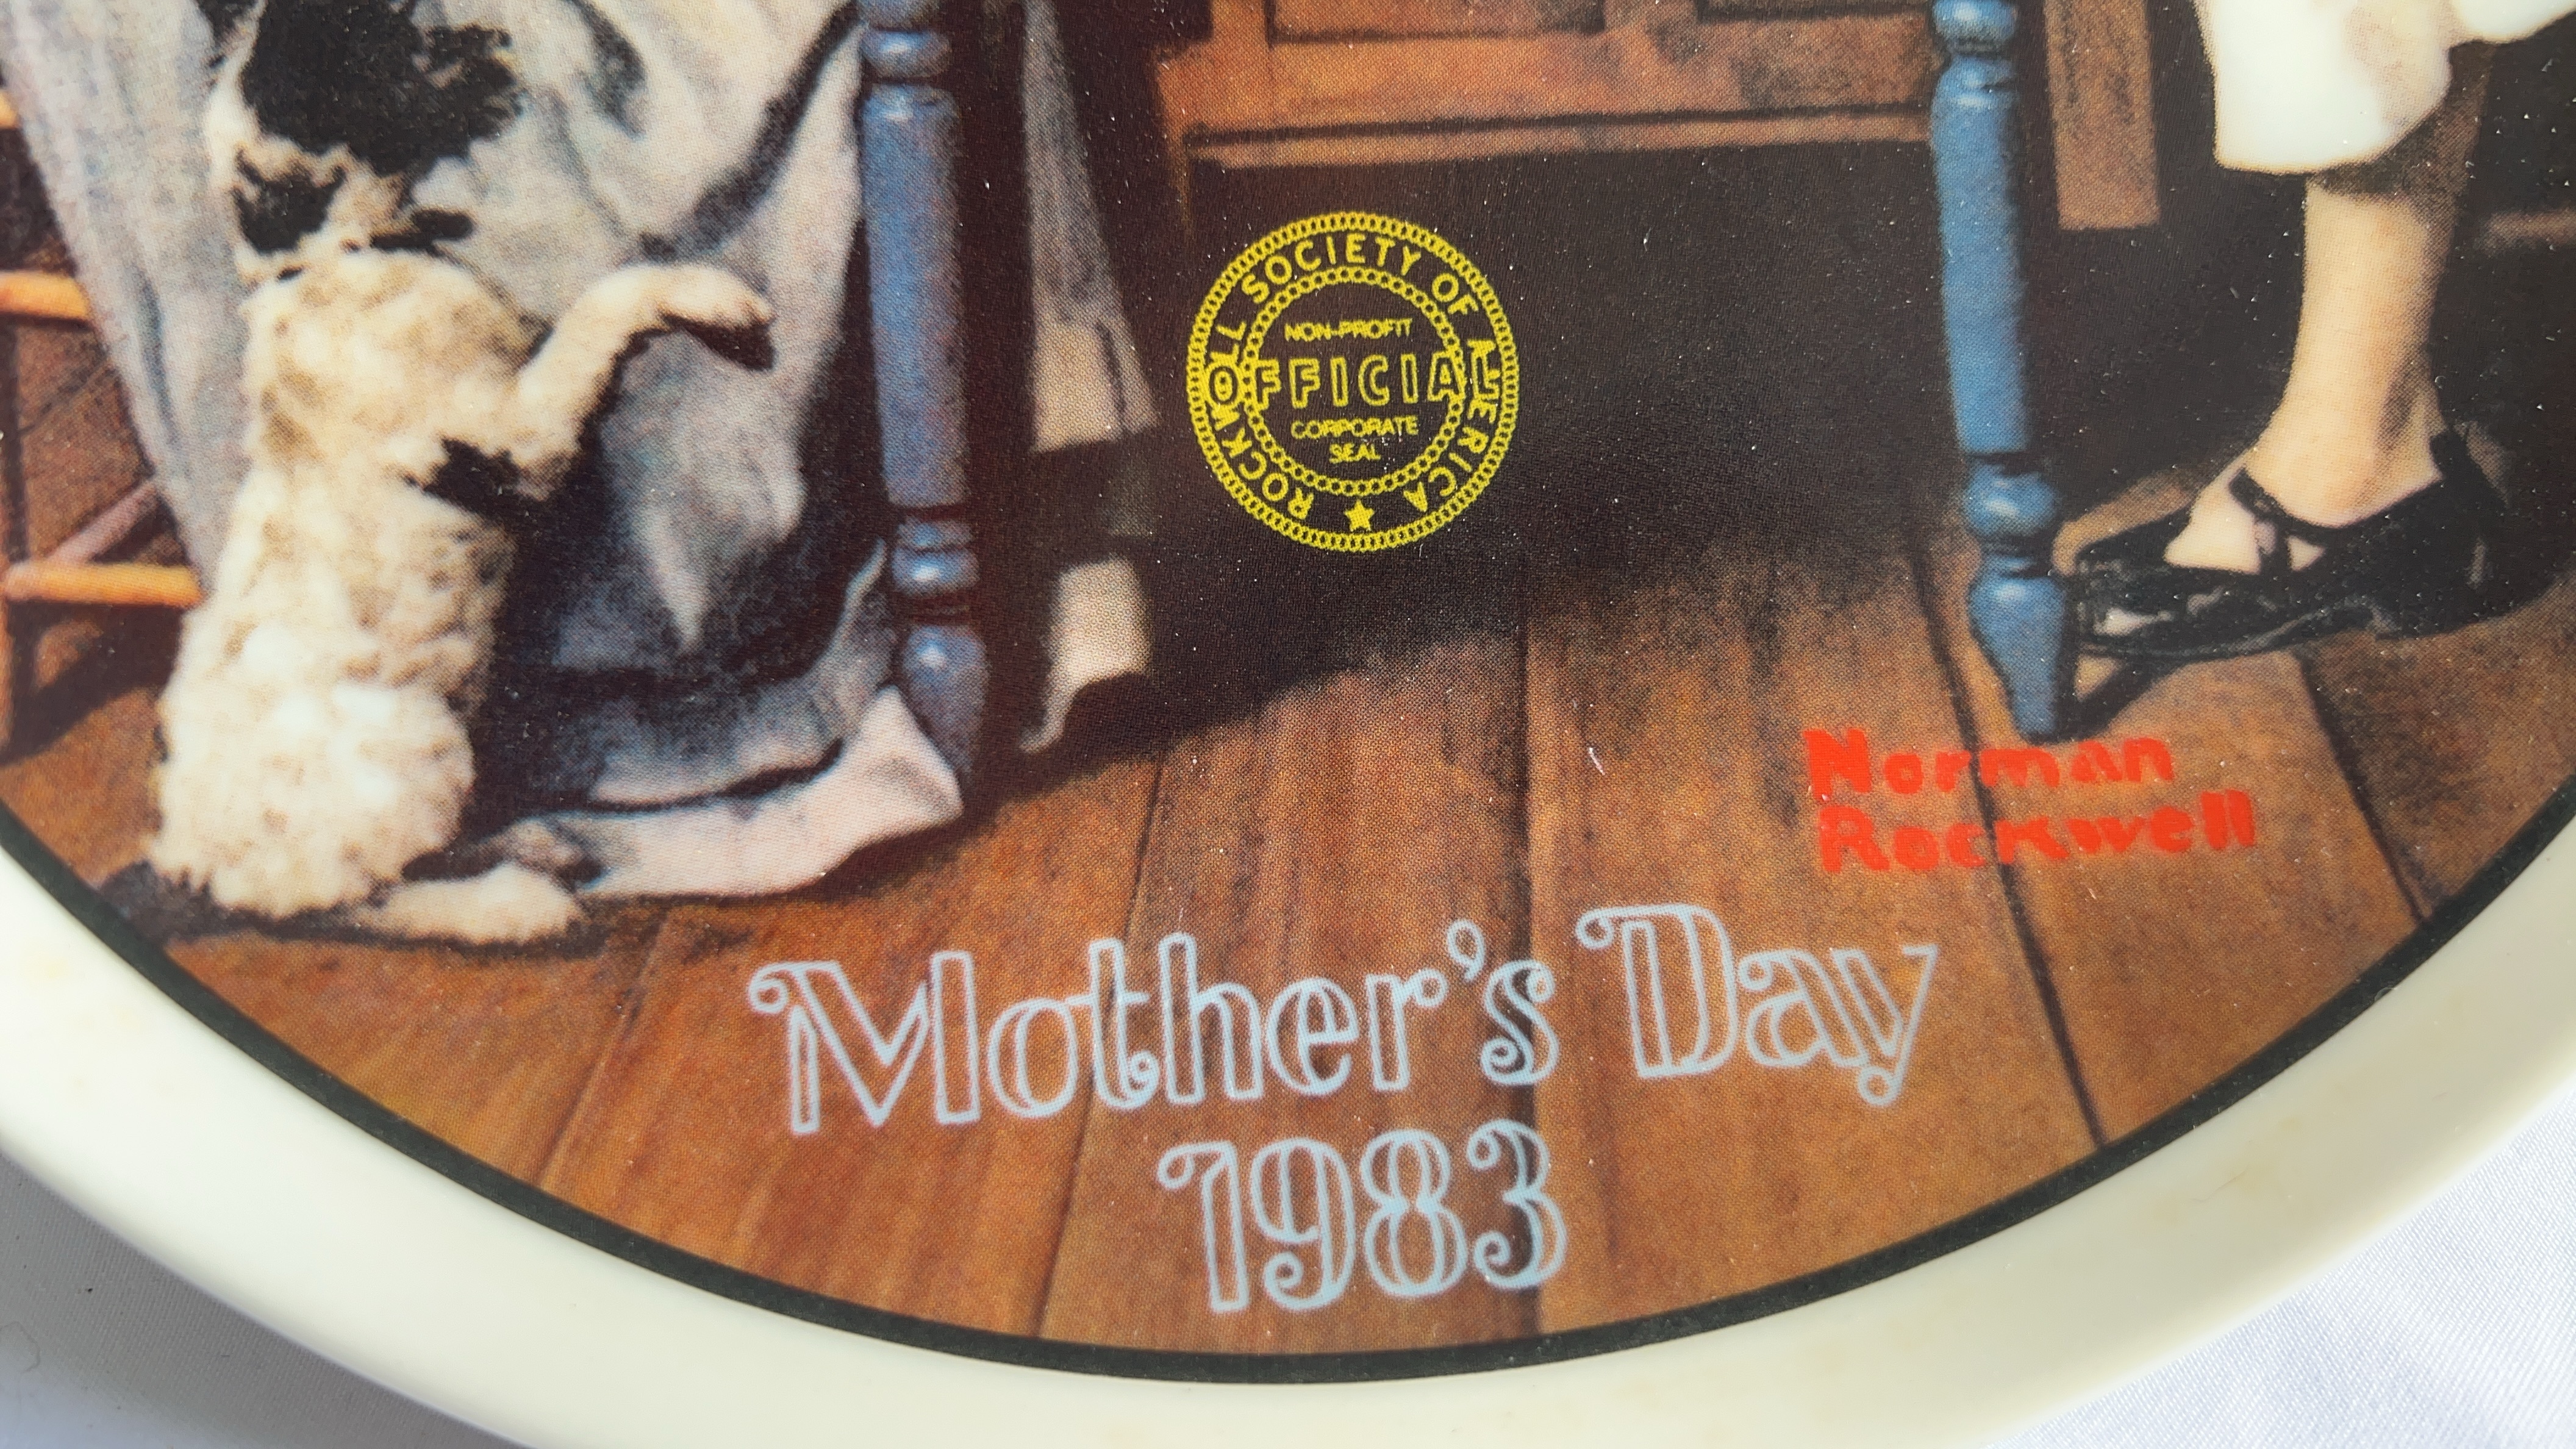 ROCKWELL SOCIETY OF AMERICA
NON-PROFIT
OFFICIAL
CORPORATE
SEAL
Norman
Rockwell
Mother's Day
1983